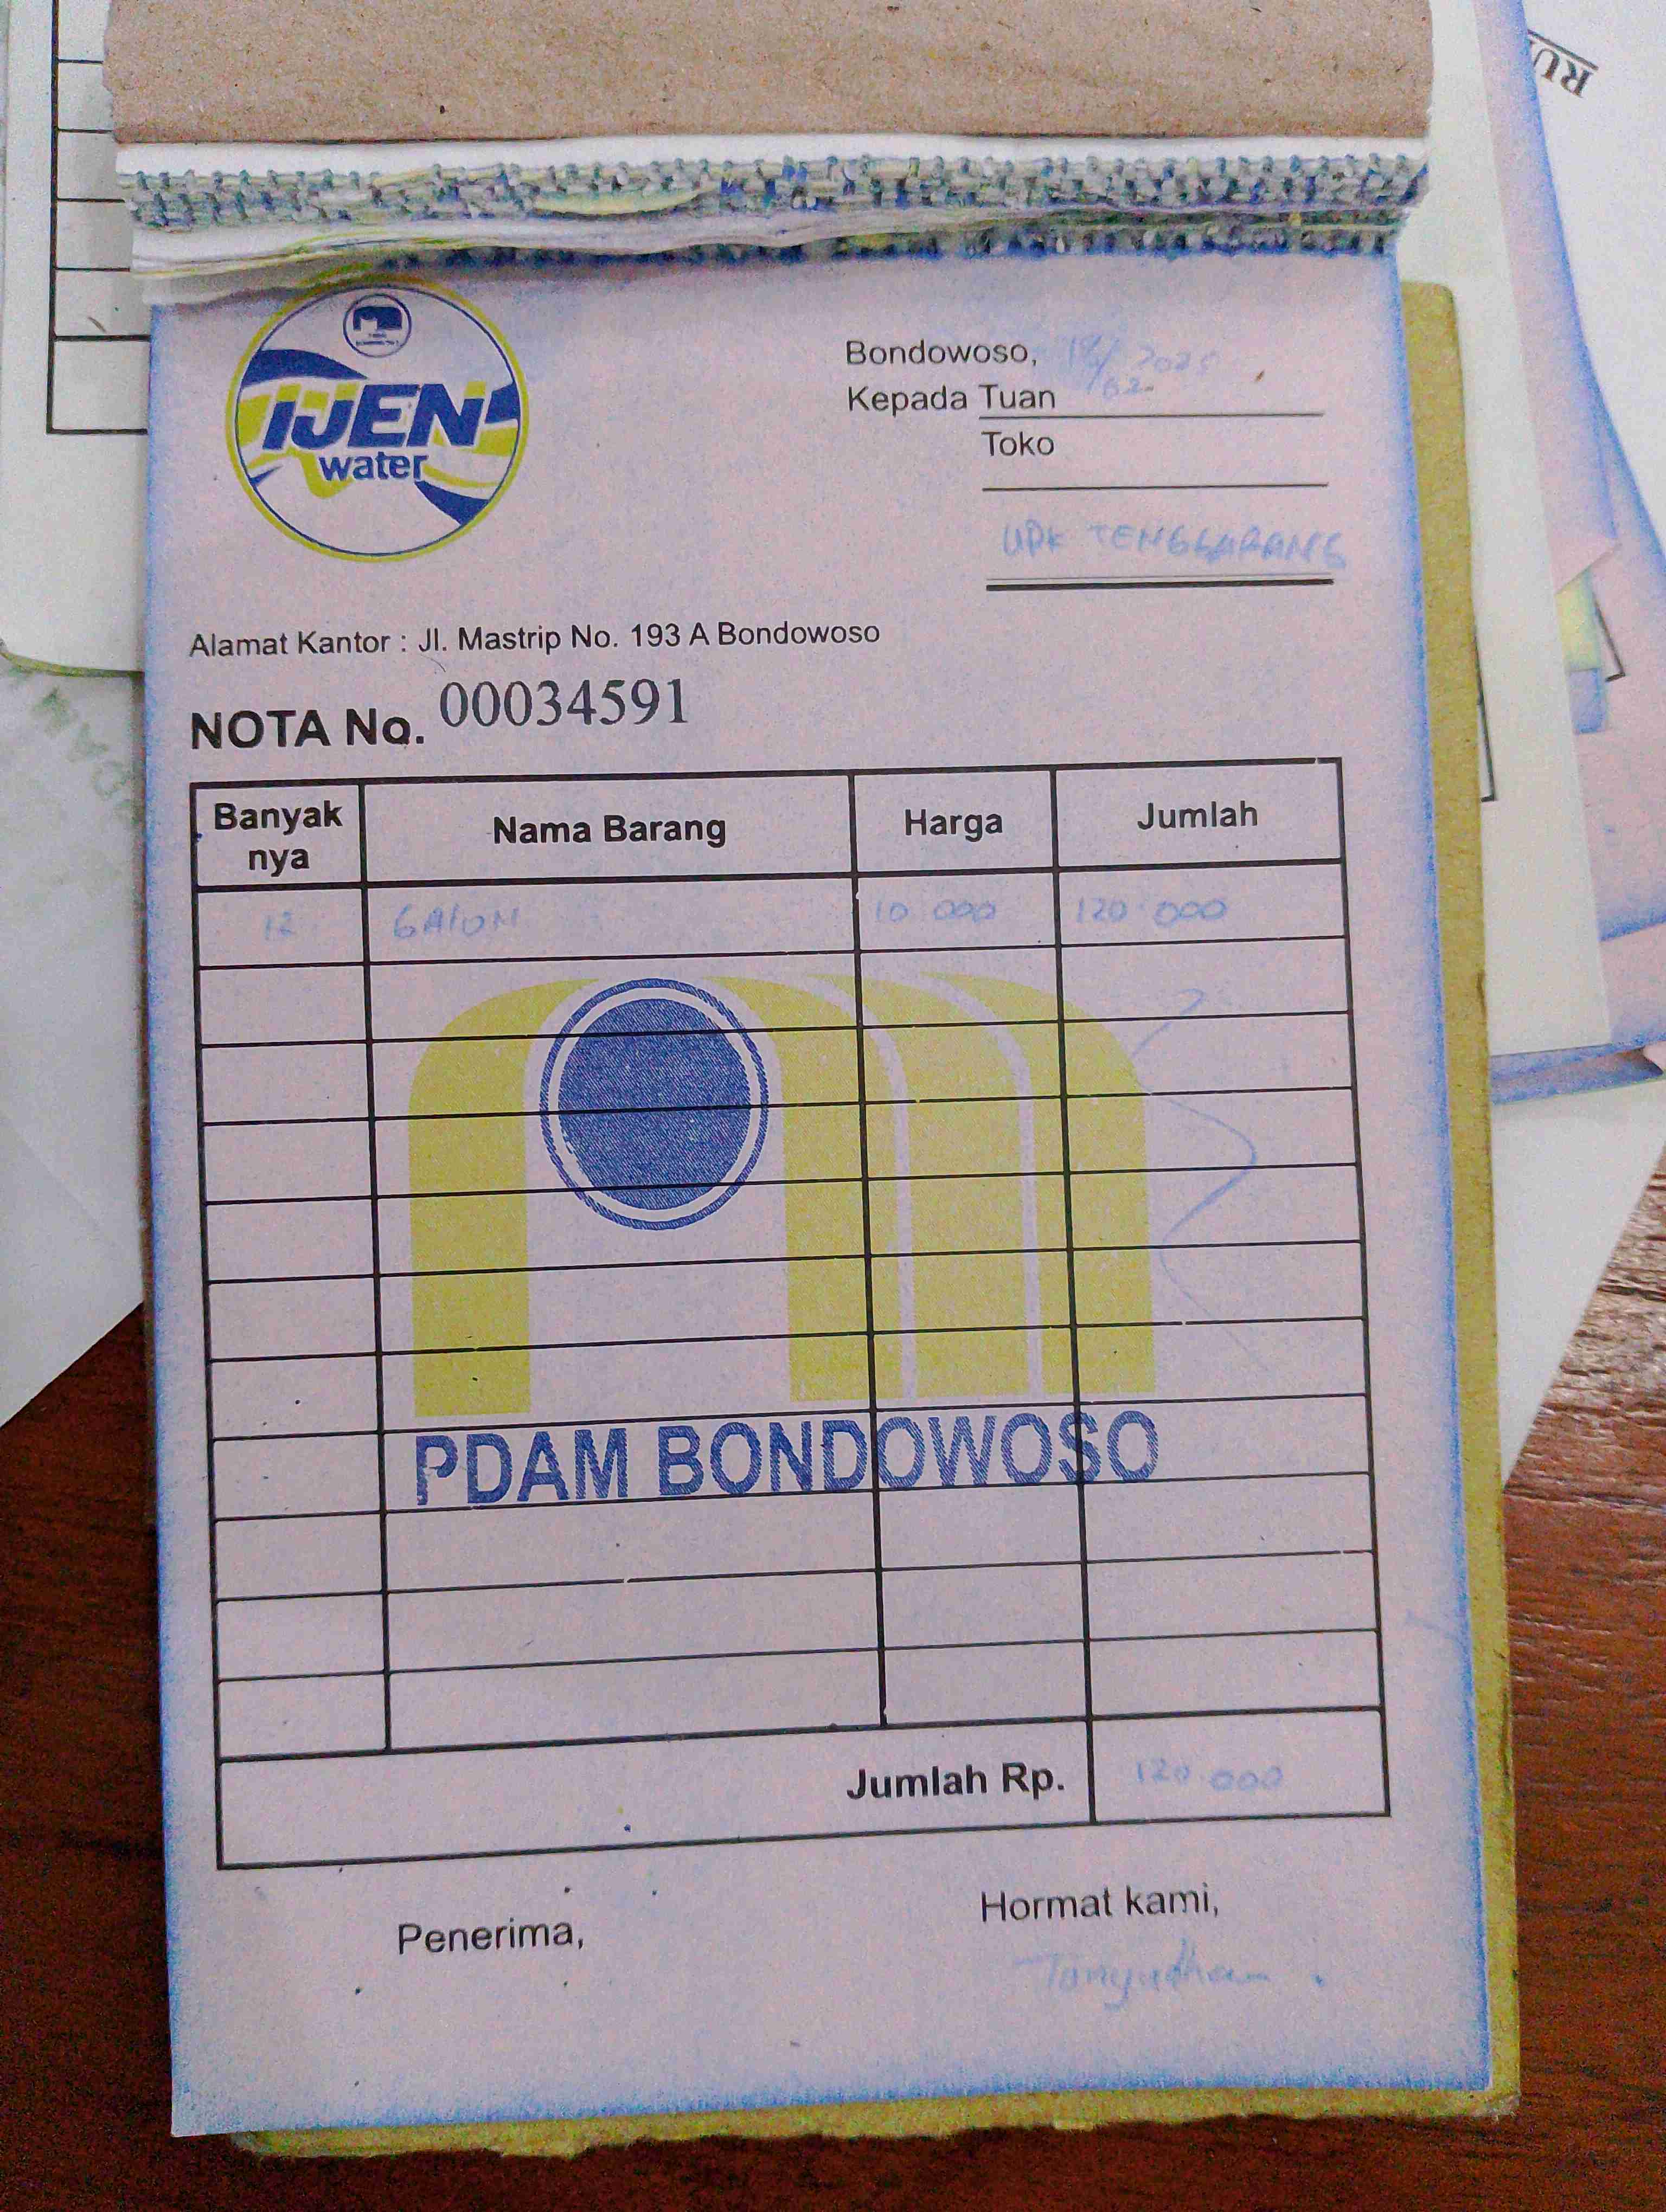 RU
IJEN
water
Bondowoso, 18/02 2025
Kepada Tuan
Toko
UPK TENGGARANG
Alamat Kantor : Jl. Mastrip No. 193 A Bondowoso
NOTA No. 00034591
Banyak nya Nama Barang Harga Jumlah
12 GALON 10 000 120.000
PDAM BONDOWOSO
Jumlah Rp. 120.000
Penerima, Hormat kami,